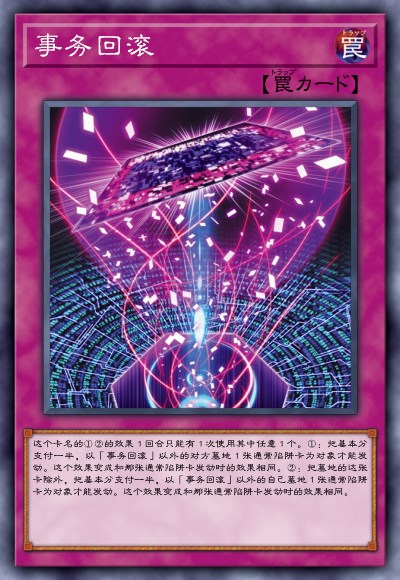 事务回滚
トラップ
罠
トラップ
【罠カード】
这个卡名的①②的效果1回合只能有1次使用其中任意1个。①：把基本分
支付一半，以「事务回滚」以外的对方墓地1张通常陷阱卡为对象才能发
动。这个效果变成和那张通常陷阱卡发动时的效果相同。②：把墓地的这张
卡除外，把基本分支付一半，以「事务回滚」以外的自己墓地1张通常陷阱
卡为对象才能发动。这个效果变成和那张通常陷阱卡发动时的效果相同。